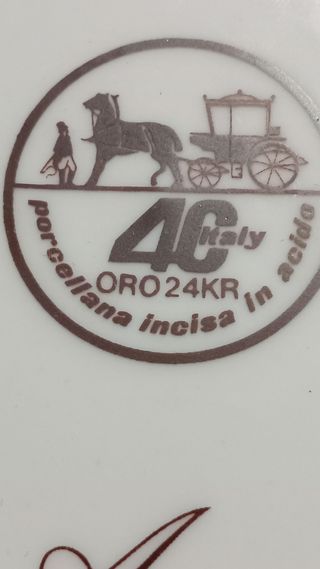 4C Italy
ORO 24KR
porcellana incisa in acido